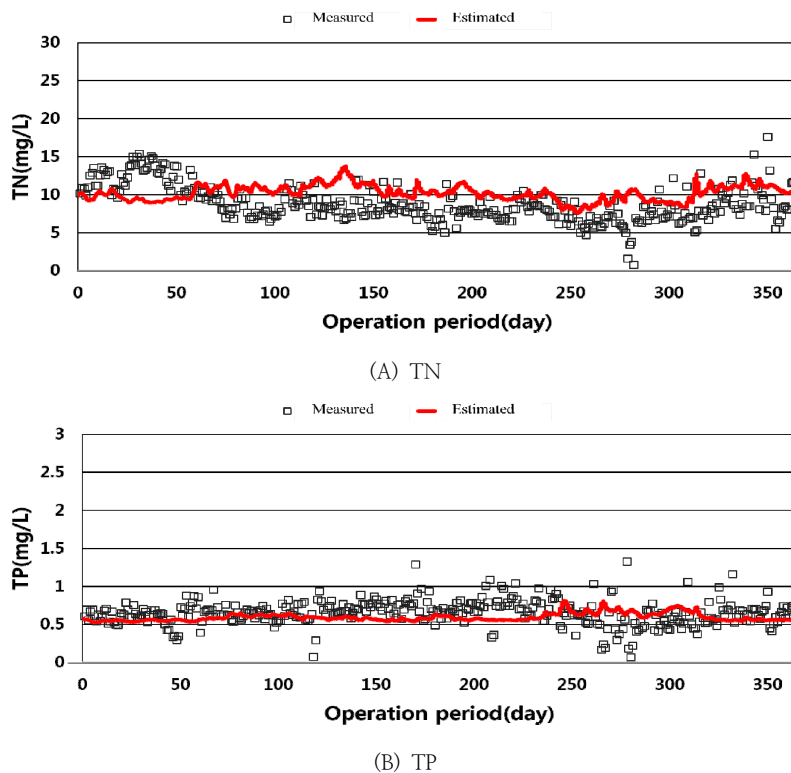 Measured Estimated
30
25
20
15
10
5
0
TN(mg/L)
0 50 100 150 200 250 300 350
Operation period(day)
(A) TN
Measured Estimated
3
2.5
2
1.5
1
0.5
0
TP(mg/L)
0 50 100 150 200 250 300 350
Operation period(day)
(B) TP